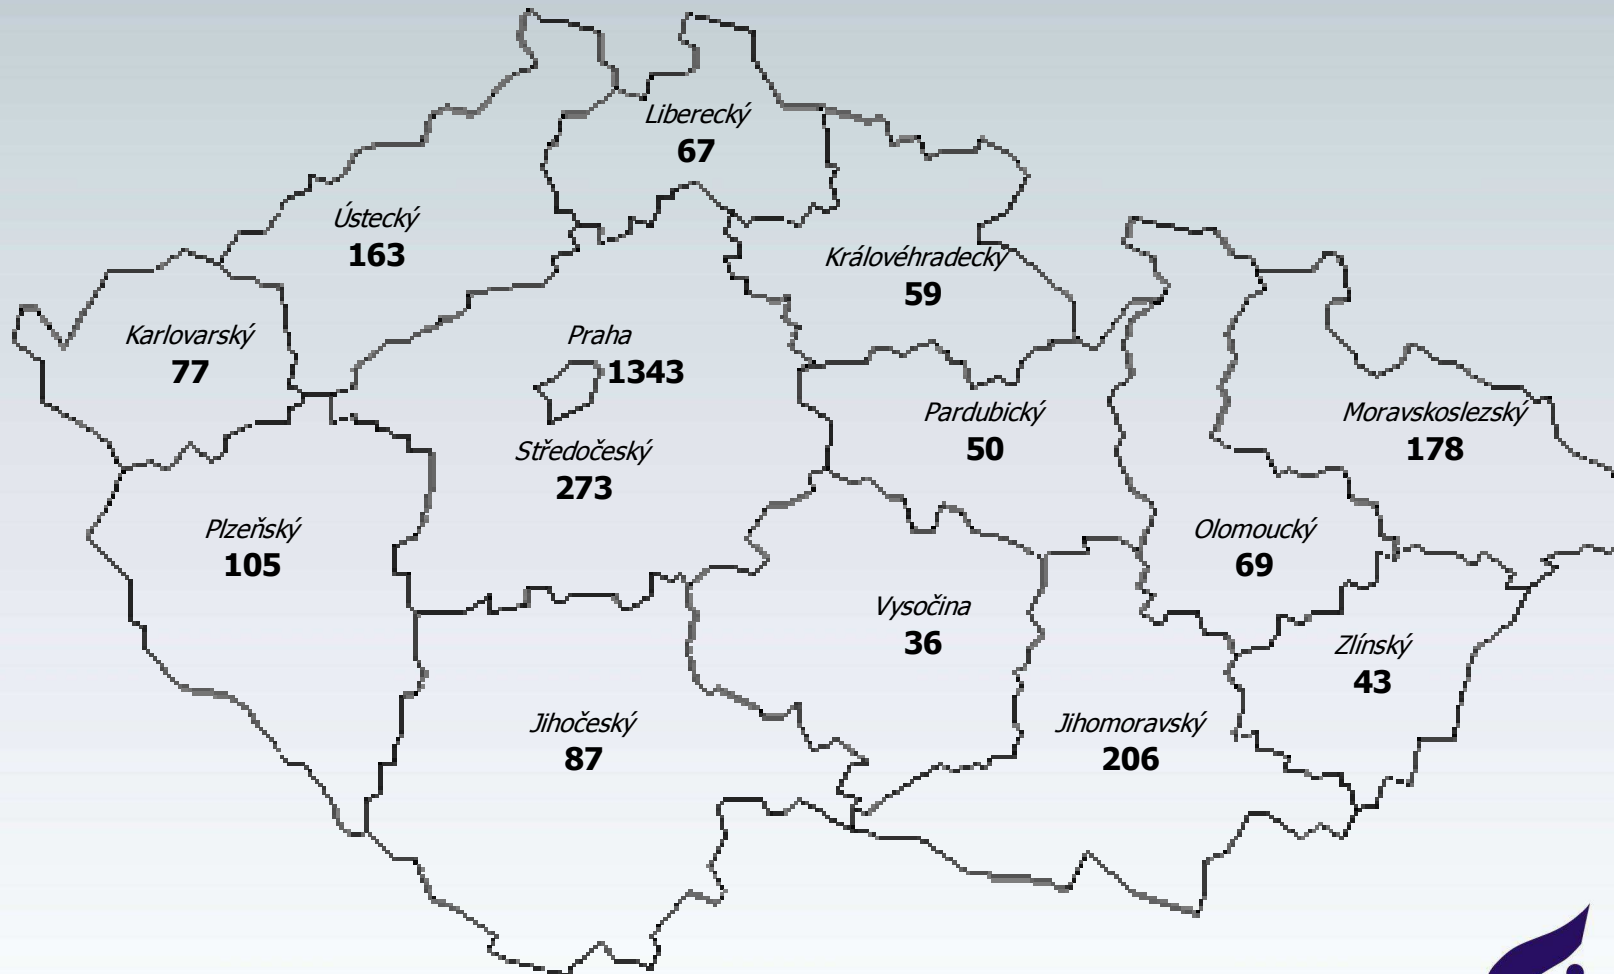 Liberecký
67
Ústecký
163
Královéhradecký
59
Karlovarský
77
Praha
1343
Pardubický
50
Moravskoslezský
178
Středočeský
273
Plzeňský
105
Olomoucký
69
Vysočina
36
Zlínský
43
Jihočeský
87
Jihomoravský
206